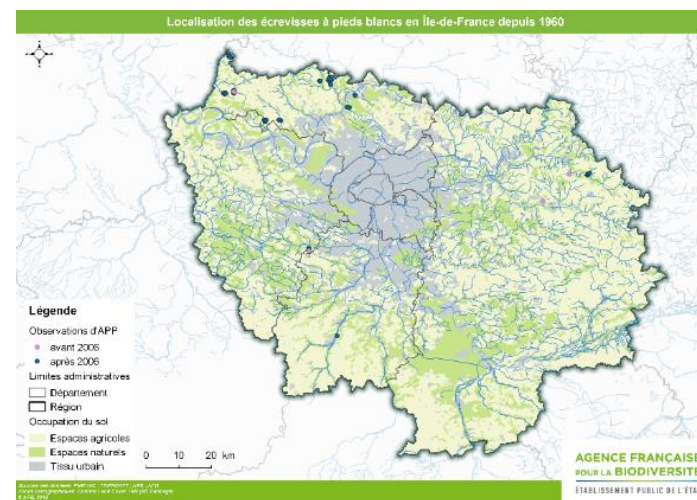 Localisation des écrevisses à pieds blancs en Île-de-France depuis 1960
Légende
Observations d'APP
avant 2006
après 2006
Limites administratives
Département
Région
Occupation du sol
Espaces agricoles
Espaces naturels
Tissu urbain
0 10 20 km
AGENCE FRANÇAISE
POUR LA BIODIVERSITÉ
ÉTABLISSEMENT PUBLIC DE L'ÉTA